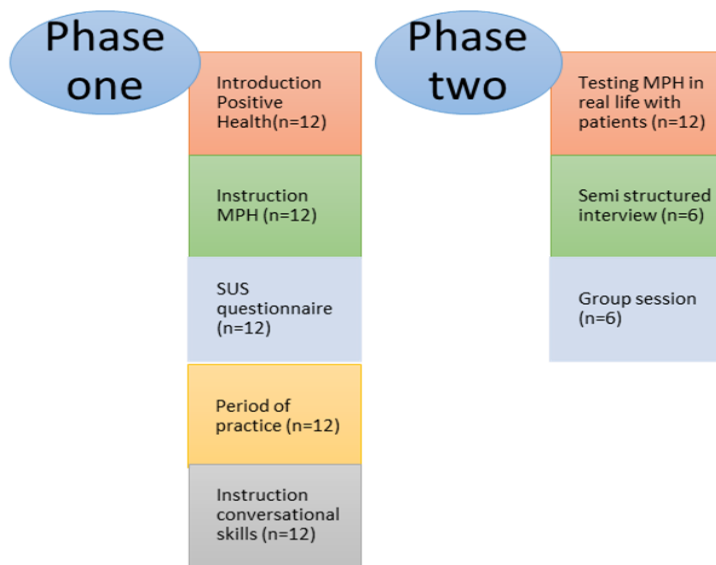 Phase
one
Introduction
Positive
Health(n=12)
Instruction
MPH (n=12)
SUS
questionnaire
(n=12)
Period of
practice (n=12)
Instruction
conversational
skills (n=12)
Phase
two
Testing MPH in
real life with
patients (n=12)
Semi structured
interview (n=6)
Group session
(n=6)